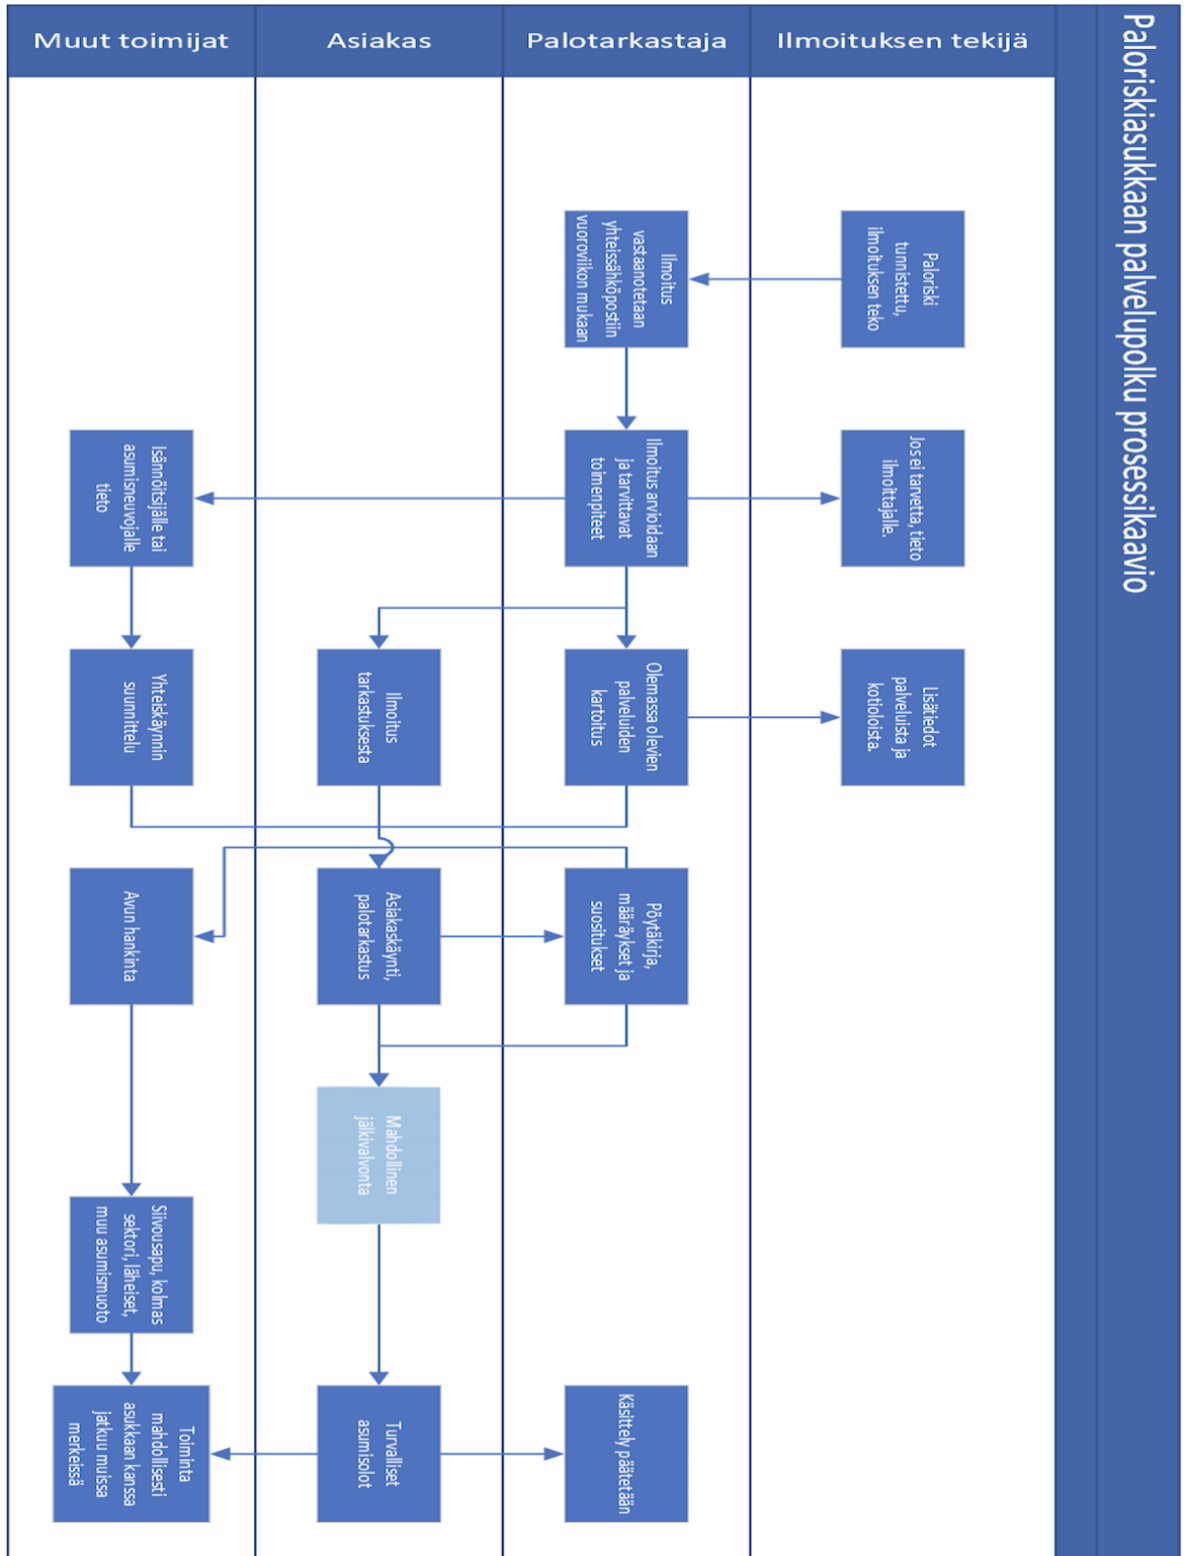 Paloriskiasukkaan palvelupolku prosessikaavio
Ilmoituksen tekijä
Paloriski
tunnistettu,
ilmoituksen teko
Jos ei tarvetta, tieto
ilmoittajalle.
Lisätiedot
palveluista ja
kotioloista.
Palotarkastaja
Ilmoitus
vastaanotetaan
yhteissähköpostiin
vuoroviikon mukaan
Ilmoitus arvioidaan
ja tarvittavat
toimenpiteet
Olemassa olevien
palveluiden
kartoitus
Pöytäkirja,
määräykset ja
suositukset
Käsittely päätetään
Asiakas
Ilmoitus
tarkastuksesta
Asiakaskäynti,
palotarkastus
Mahdollinen
jälkivalvonta
Turvalliset
asumisolot
Muut toimijat
Isännöitsijälle tai
asumisneuvojalle
tieto
Yhteiskäynnin
suunnittelu
Avun hankinta
Siivousapu, kolmas
sektori, läheiset,
muu asumismuoto
Toiminta
mahdollisesti
asukkaan kanssa
jatkuu muissa
merkeissä